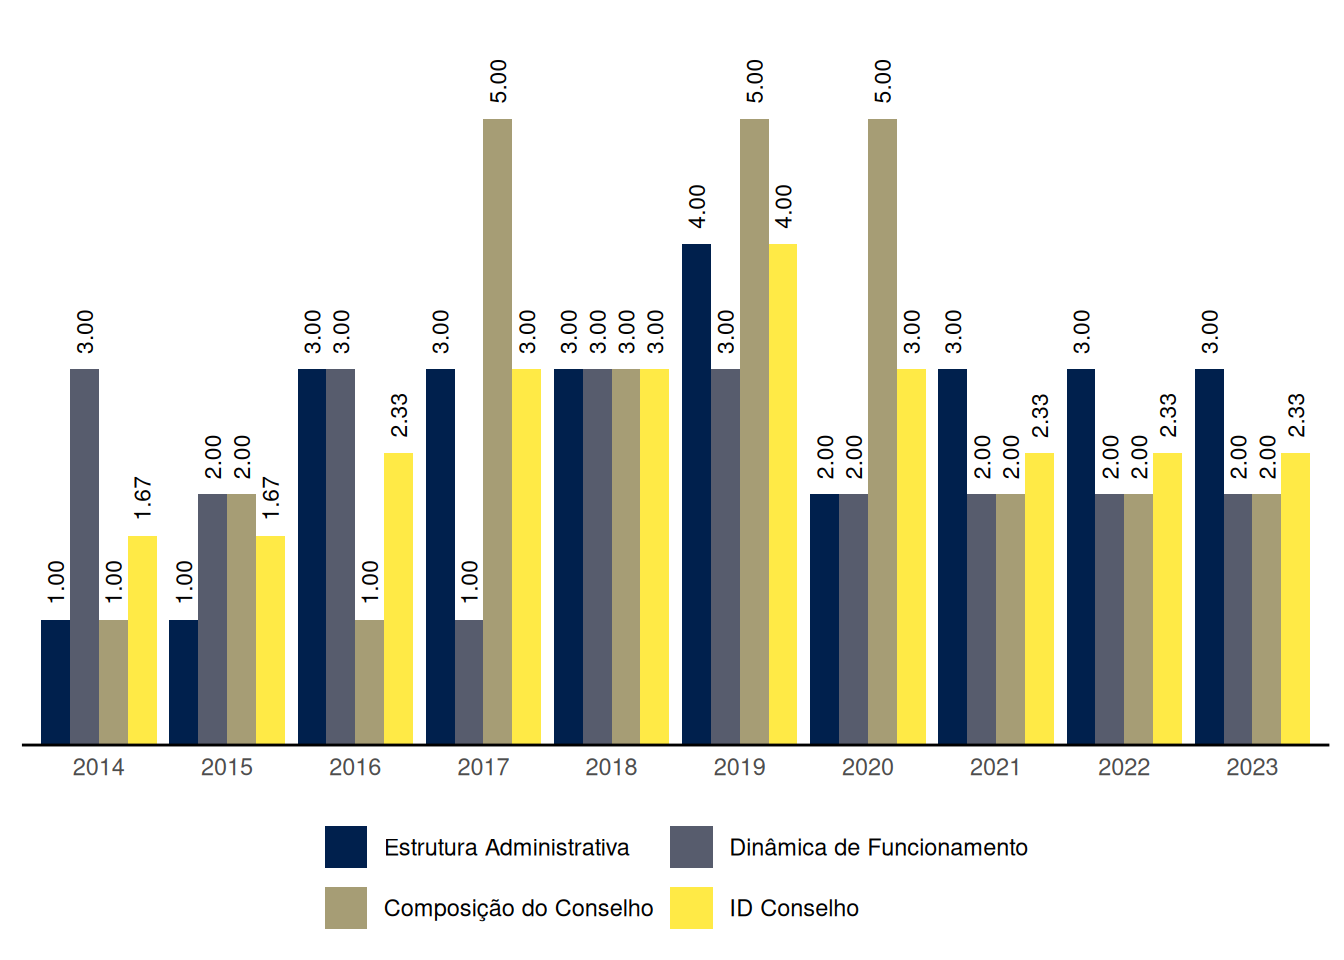 1.00 3.00 1.00 1.67
1.00 2.00 2.00 1.67
3.00 3.00 1.00 2.33
3.00 1.00 5.00 3.00
3.00 3.00 3.00 3.00
4.00 3.00 5.00 4.00
2.00 2.00 5.00 3.00
3.00 2.00 2.00 2.33
3.00 2.00 2.00 2.33
3.00 2.00 2.00 2.33
2014 2015 2016 2017 2018 2019 2020 2021 2022 2023
Estrutura Administrativa Dinâmica de Funcionamento
Composição do Conselho ID Conselho